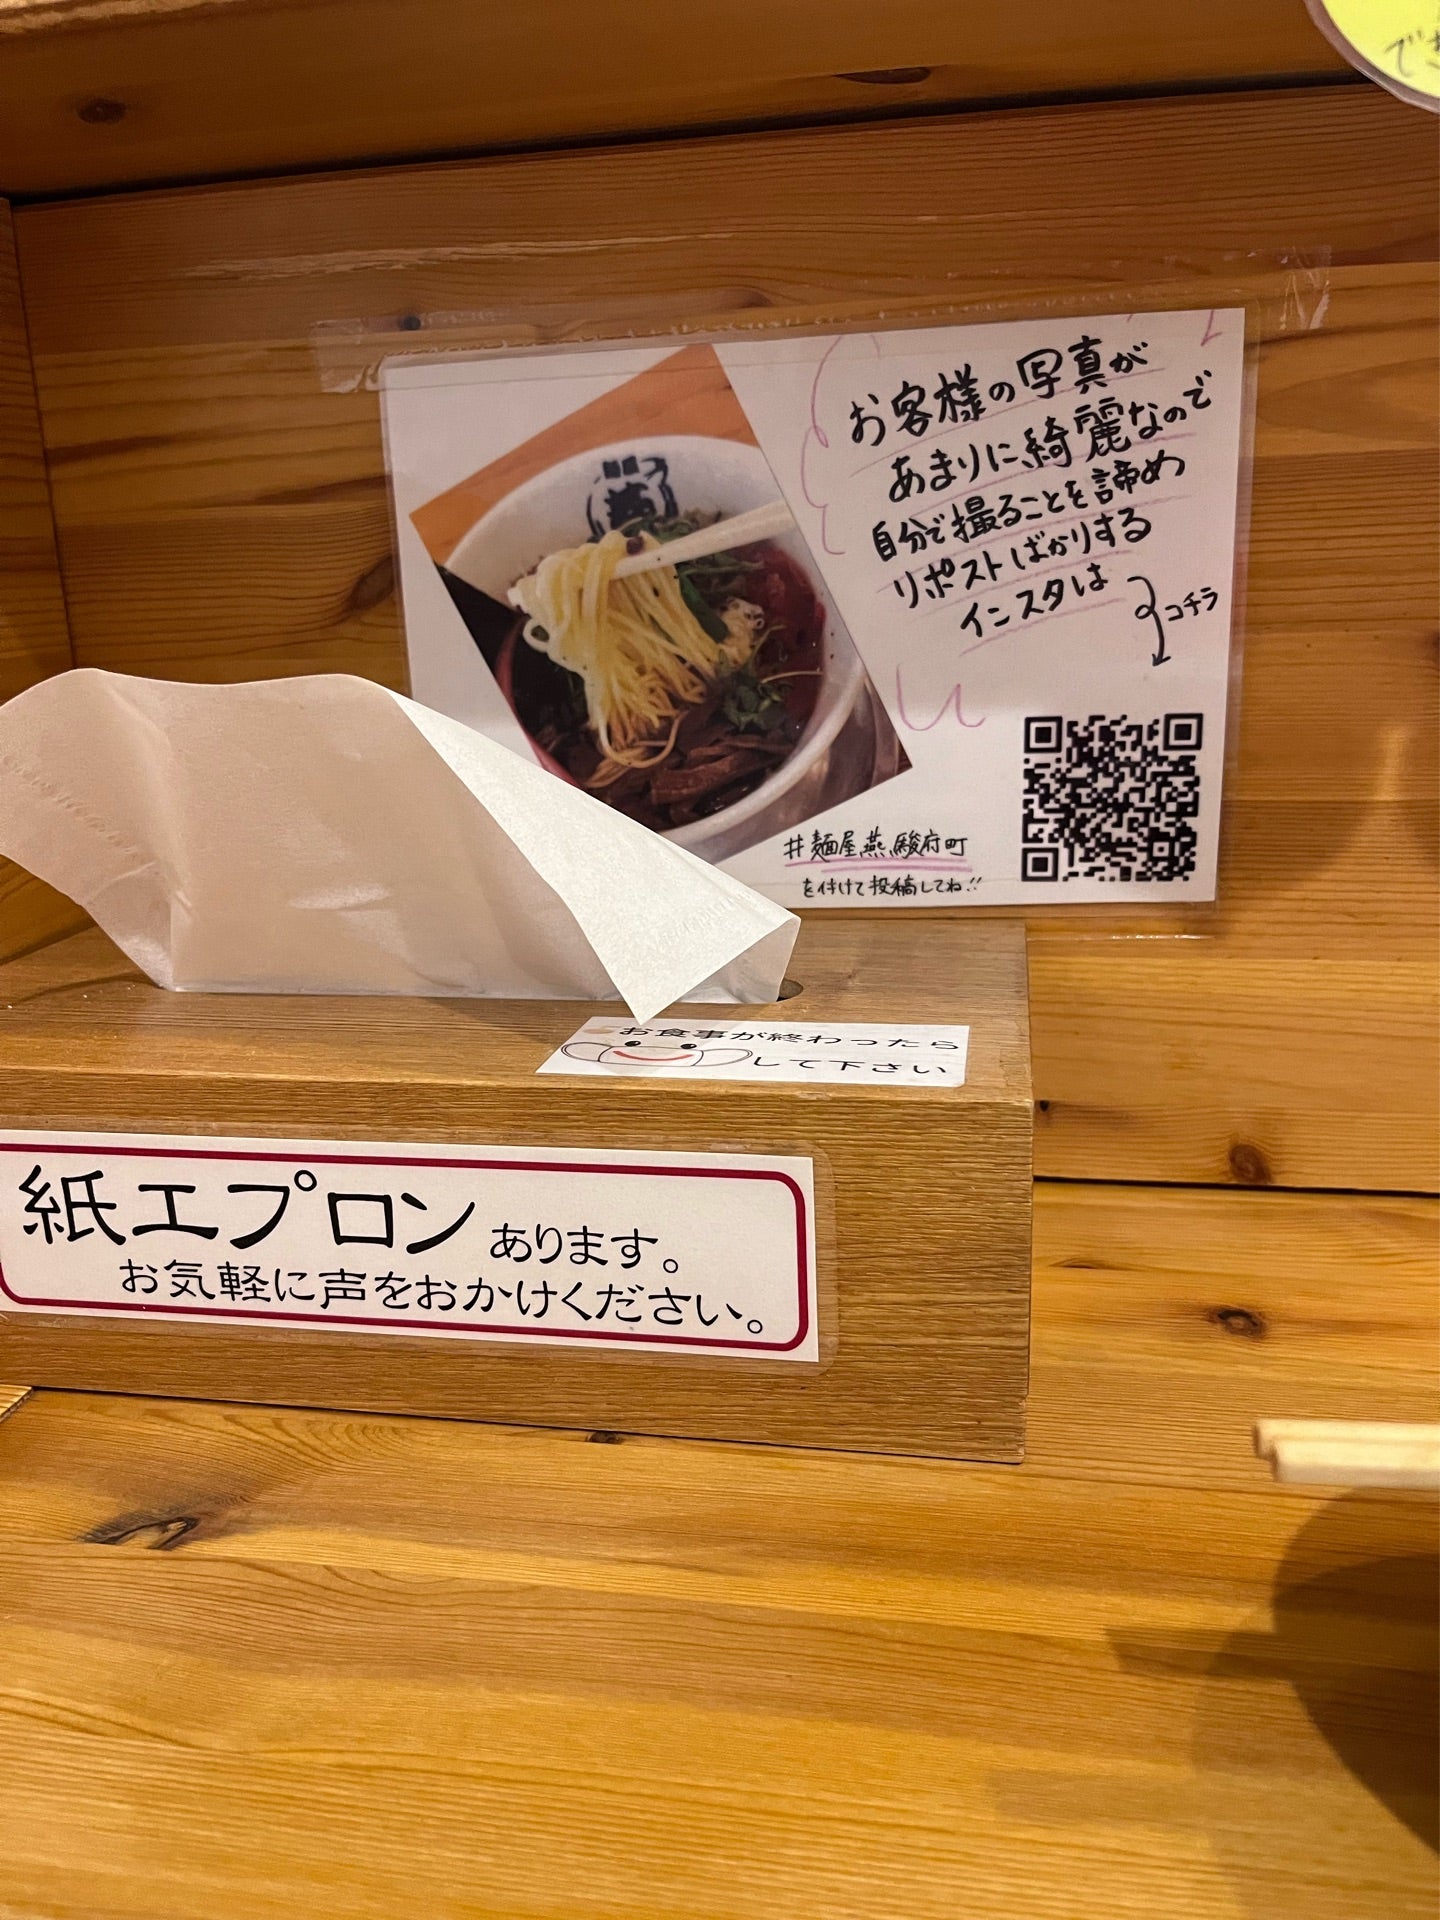 でき
お客様の写真が
あまりに綺麗なので
自分で撮ることを諦め
リポストばかりする
インスタは
コチラ
#麺屋燕駿府町
を付けて投稿してね!!
お食事が終わったら
して下さい
紙エプロンあります。
お気軽に声をおかけください。